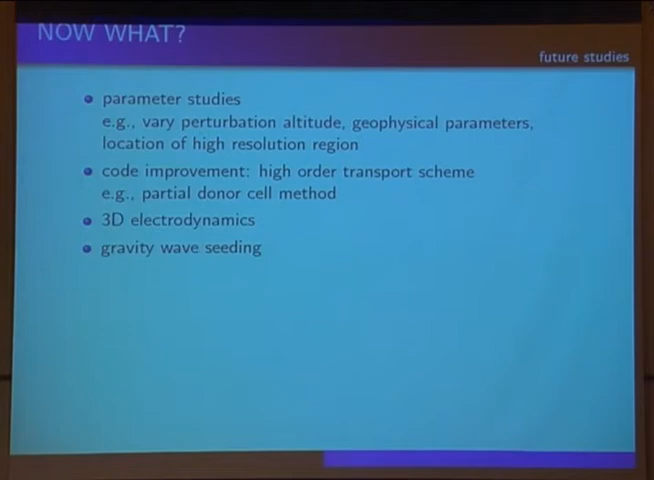 NOW WHAT?
future studies
parameter studies
e.g., vary perturbation altitude, geophysical parameters,
location of high resolution region
code improvement: high order transport scheme
e.g., partial donor cell method
3D electrodynamics
gravity wave seeding